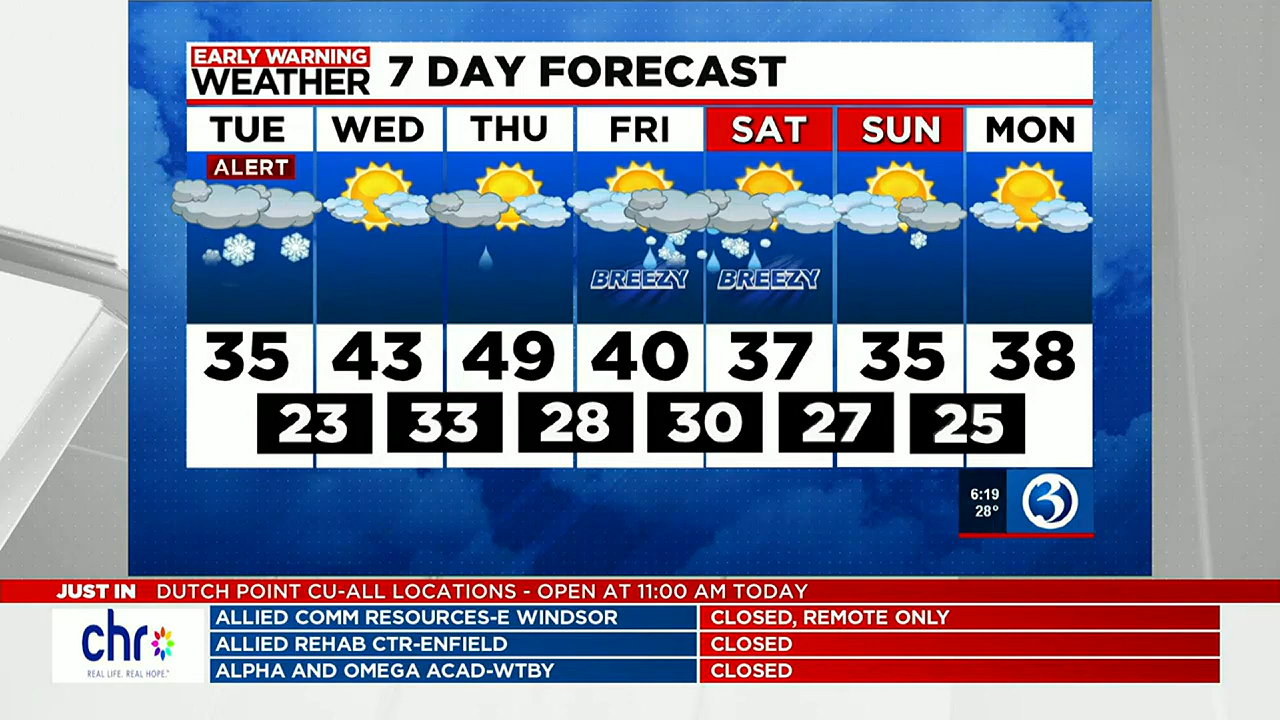 EARLY WARNING
WEATHER
7 DAY FORECAST
TUE WED THU FRI SAT SUN MON
ALERT
BREEZY BREEZY
35 43 49 40 37 35 38
23 33 28 30 27 25
6:19
28°
3
JUST IN DUTCH POINT CU-ALL LOCATIONS - OPEN AT 11:00 AM TODAY
chr
REAL LIFE. REAL HOPE.™
ALLIED COMM RESOURCES-E WINDSOR CLOSED, REMOTE ONLY
ALLIED REHAB CTR-ENFIELD CLOSED
ALPHA AND OMEGA ACAD-WTBY CLOSED